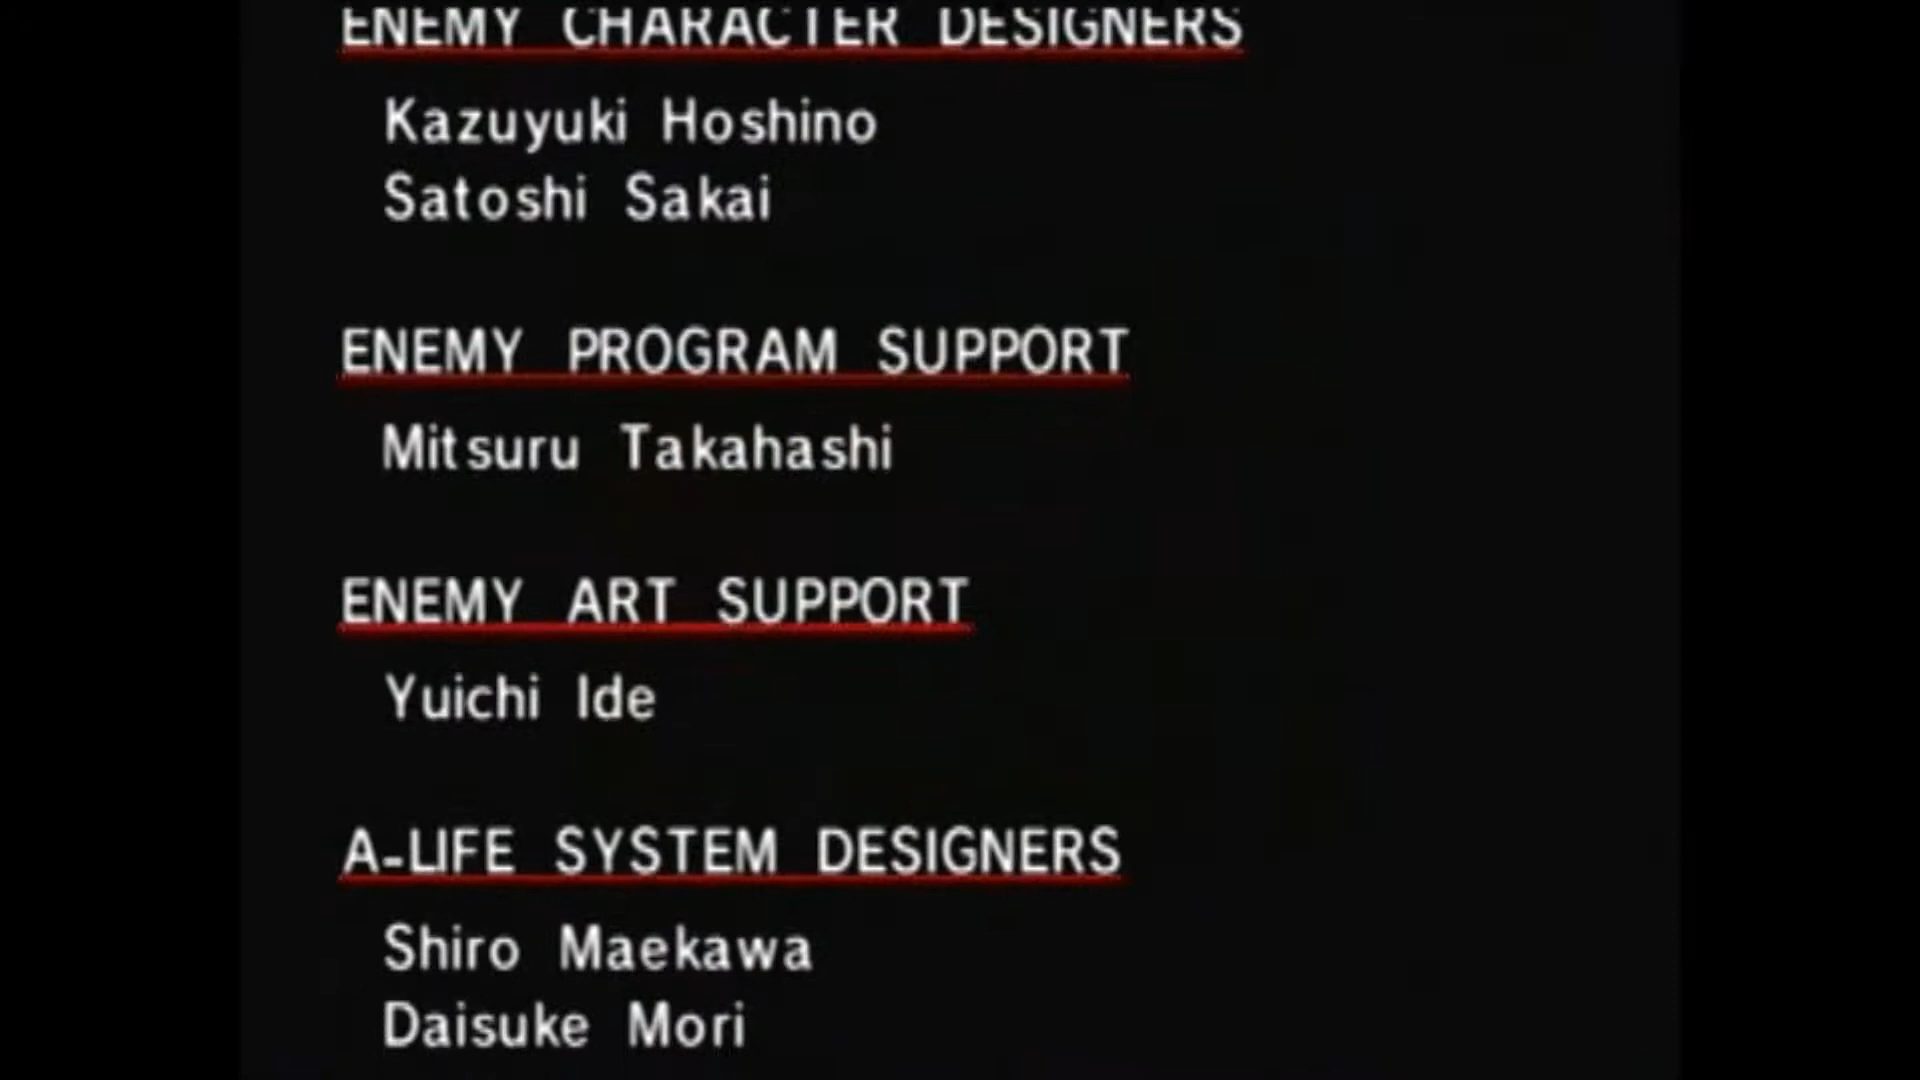 ENEMY CHARACTER DESIGNERS
Kazuyuki Hoshino
Satoshi Sakai
ENEMY PROGRAM SUPPORT
Mitsuru Takahashi
ENEMY ART SUPPORT
Yuichi Ide
A-LIFE SYSTEM DESIGNERS
Shiro Maekawa
Daisuke Mori